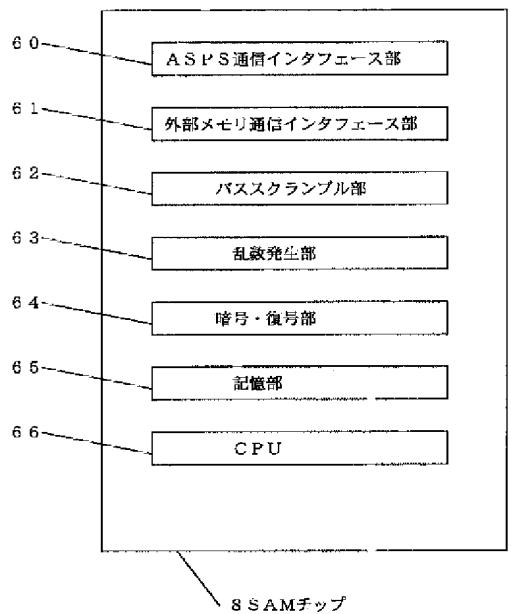 60 ASPS通信インタフェース部
61 外部メモリ通信インタフェース部
62 バススクランブル部
63 乱数発生部
64 暗号・復号部
65 記憶部
66 CPU
8SAMチップ